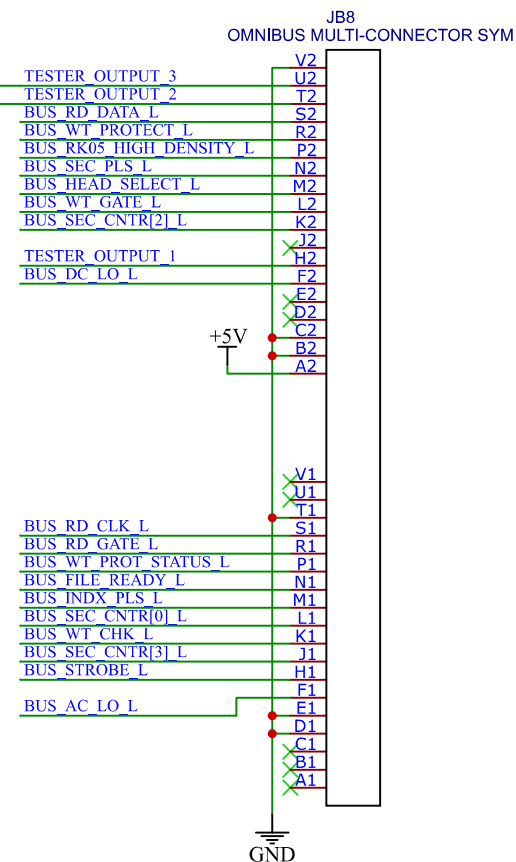 JB8
OMNIBUS MULTI-CONNECTOR SYM
V2
TESTER_OUTPUT_3 U2
TESTER_OUTPUT_2 T2
BUS_RD_DATA_L S2
BUS_WT_PROTECT_L R2
BUS_RK05_HIGH_DENSITY_L P2
BUS_SEC_PLS_L N2
BUS_HEAD_SELECT_L M2
BUS_WT_GATE_L L2
BUS_SEC_CNTR[2]_L K2
J2
TESTER_OUTPUT_1 H2
BUS_DC_LO_L F2
E2
D2
C2
+5V B2
A2
V1
U1
T1
BUS_RD_CLK_L S1
BUS_RD_GATE_L R1
BUS_WT_PROT_STATUS_L P1
BUS_FILE_READY_L N1
BUS_INDX_PLS_L M1
BUS_SEC_CNTR[0]_L L1
BUS_WT_CHK_L K1
BUS_SEC_CNTR[3]_L J1
BUS_STROBE_L H1
F1
BUS_AC_LO_L E1
D1
C1
B1
A1
GND